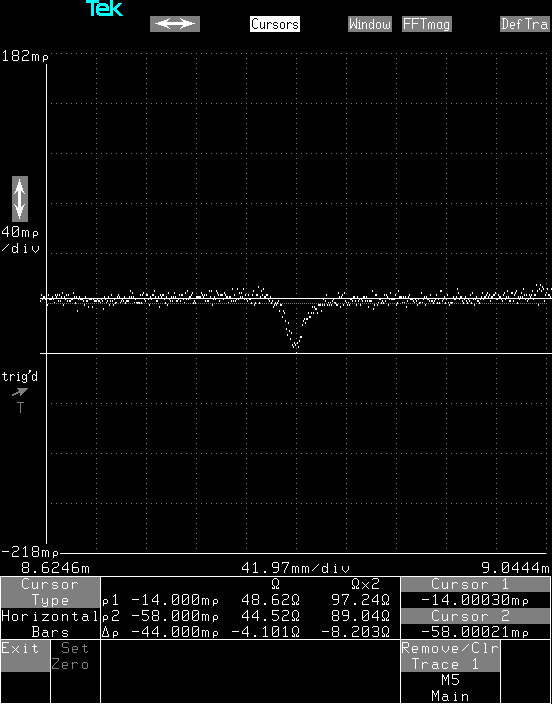 Tek
Cursors Window FFTmag DefTra
182mρ
40mρ
/div
trig'd
T
-218mρ
8.6246m 41.97mm/div 9.0444m
Cursor Ω Ωx2 Cursor 1
Type ρ1 -14.000mρ 48.62Ω 97.24Ω -14.00030mρ
Horizontal ρ2 -58.000mρ 44.52Ω 89.04Ω Cursor 2
Bars Δρ -44.000mρ -4.101Ω -8.203Ω -58.00021mρ
Exit Set Remove/Clr
Zero Trace 1
M5
Main